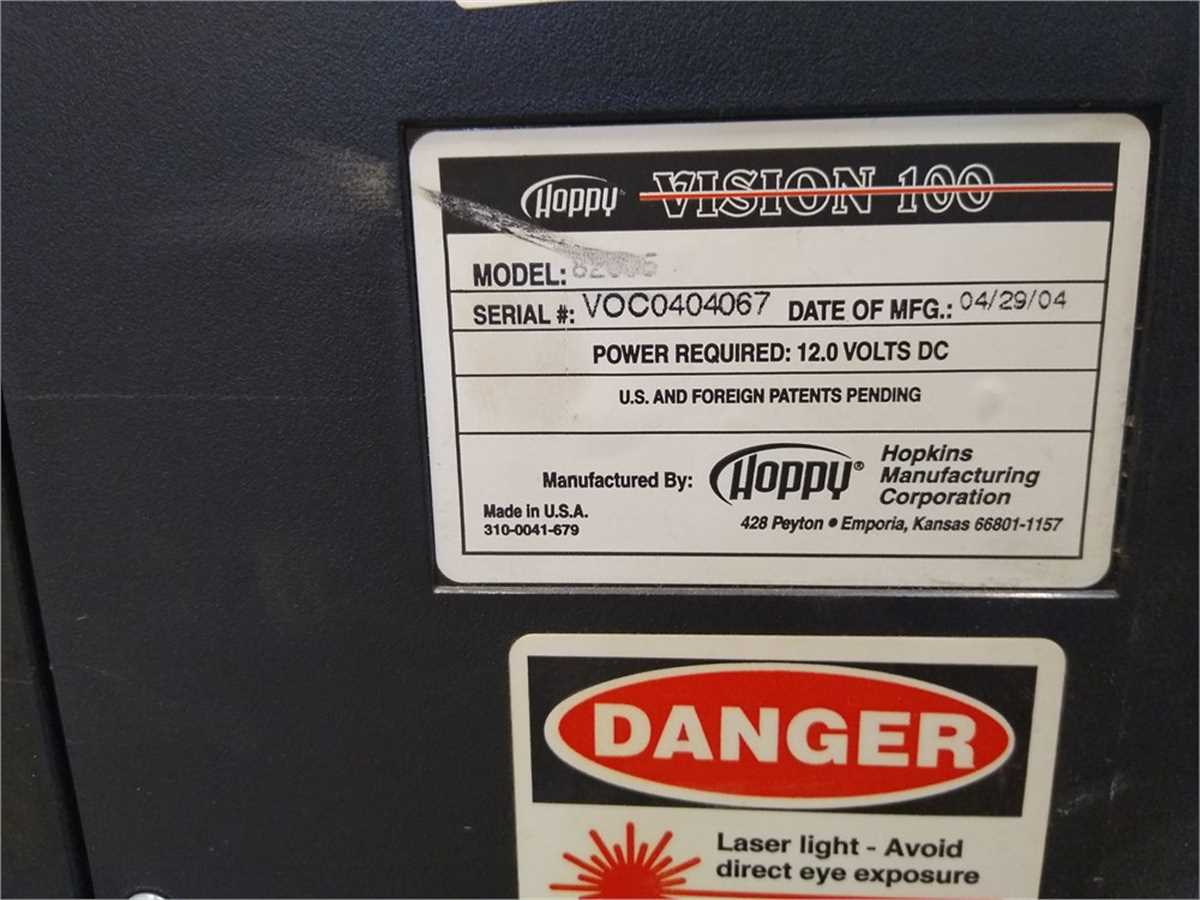 Hoppy VISION 100
MODEL:
SERIAL #: VOC0404067 DATE OF MFG.: 04/29/04
POWER REQUIRED: 12.0 VOLTS DC
U.S. AND FOREIGN PATENTS PENDING
Manufactured By: Hoppy® Hopkins
Manufacturing
Corporation
Made in U.S.A.
310-0041-679
428 Peyton • Emporia, Kansas 66801-1157
DANGER
Laser light - Avoid
direct eye exposure